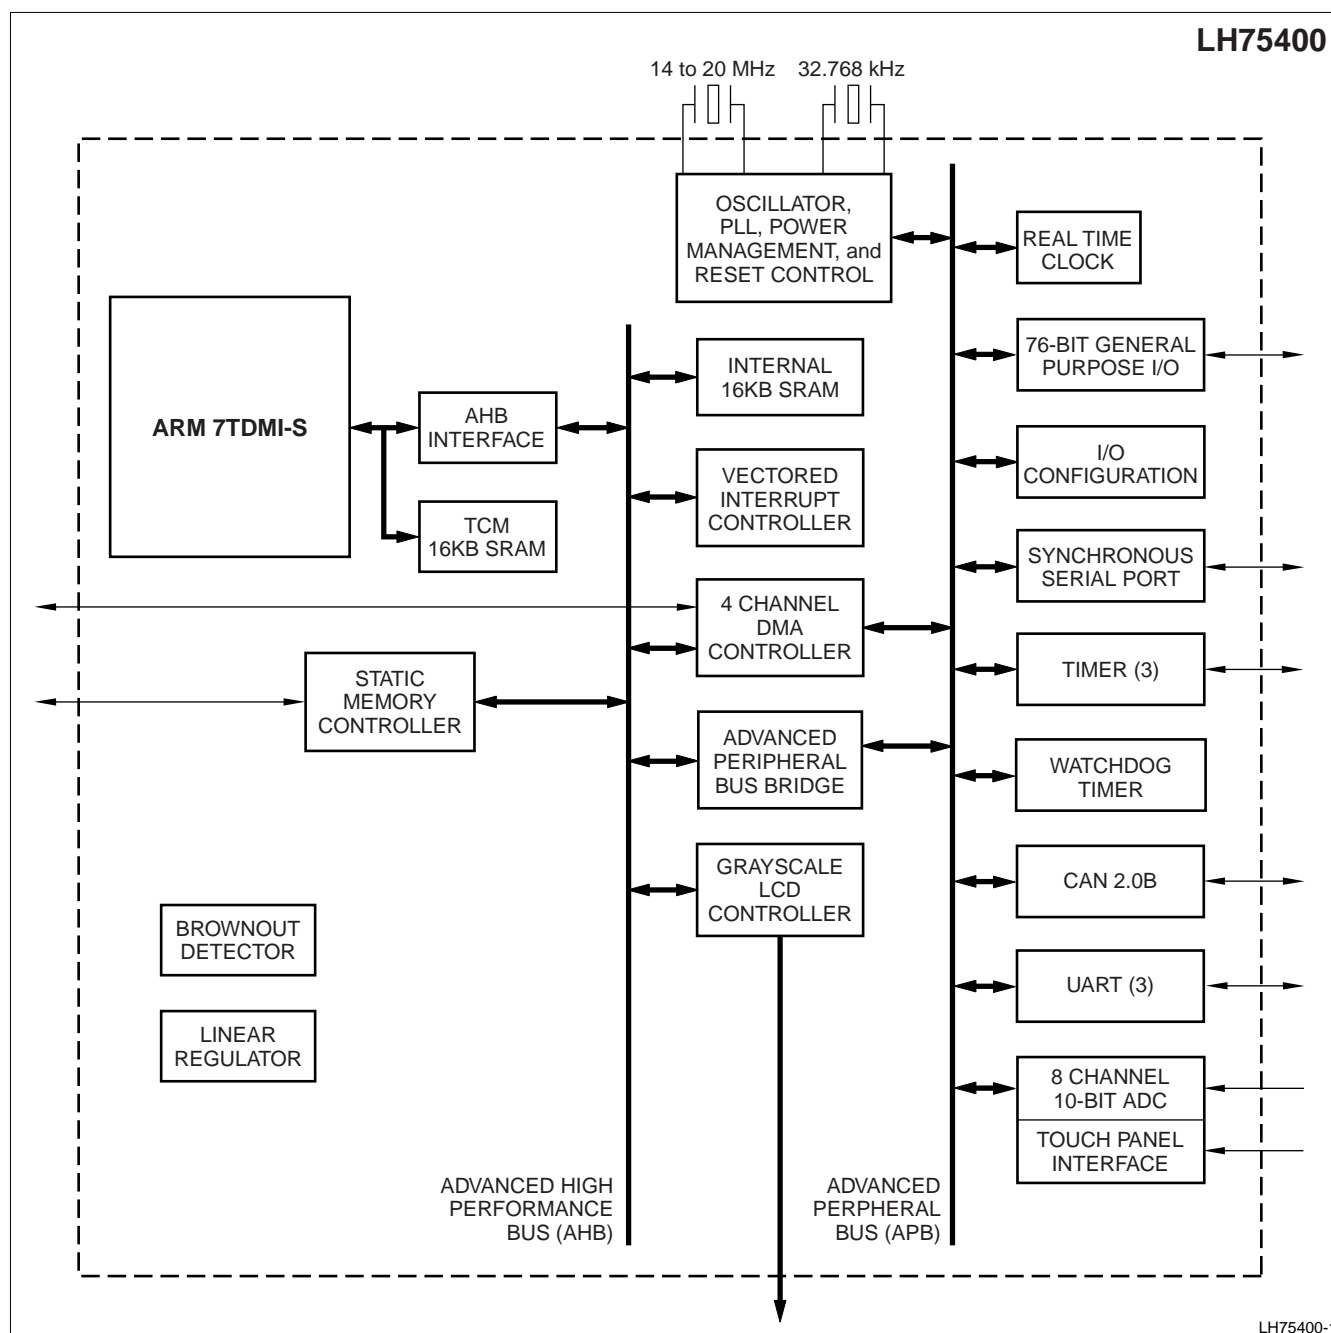 LH75400
14 to 20 MHz
32.768 kHz
OSCILLATOR,
PLL, POWER
MANAGEMENT, and
RESET CONTROL
REAL TIME
CLOCK
ARM 7TDMI-S
AHB
INTERFACE
TCM
16KB SRAM
INTERNAL
16KB SRAM
76-BIT GENERAL
PURPOSE I/O
VECTORED
INTERRUPT
CONTROLLER
I/O
CONFIGURATION
SYNCHRONOUS
SERIAL PORT
4 CHANNEL
DMA
CONTROLLER
STATIC
MEMORY
CONTROLLER
TIMER (3)
ADVANCED
PERIPHERAL
BUS BRIDGE
WATCHDOG
TIMER
GRAYSCALE
LCD
CONTROLLER
CAN 2.0B
BROWNOUT
DETECTOR
UART (3)
LINEAR
REGULATOR
8 CHANNEL
10-BIT ADC
TOUCH PANEL
INTERFACE
ADVANCED HIGH
PERFORMANCE
BUS (AHB)
ADVANCED
PERPHERAL
BUS (APB)